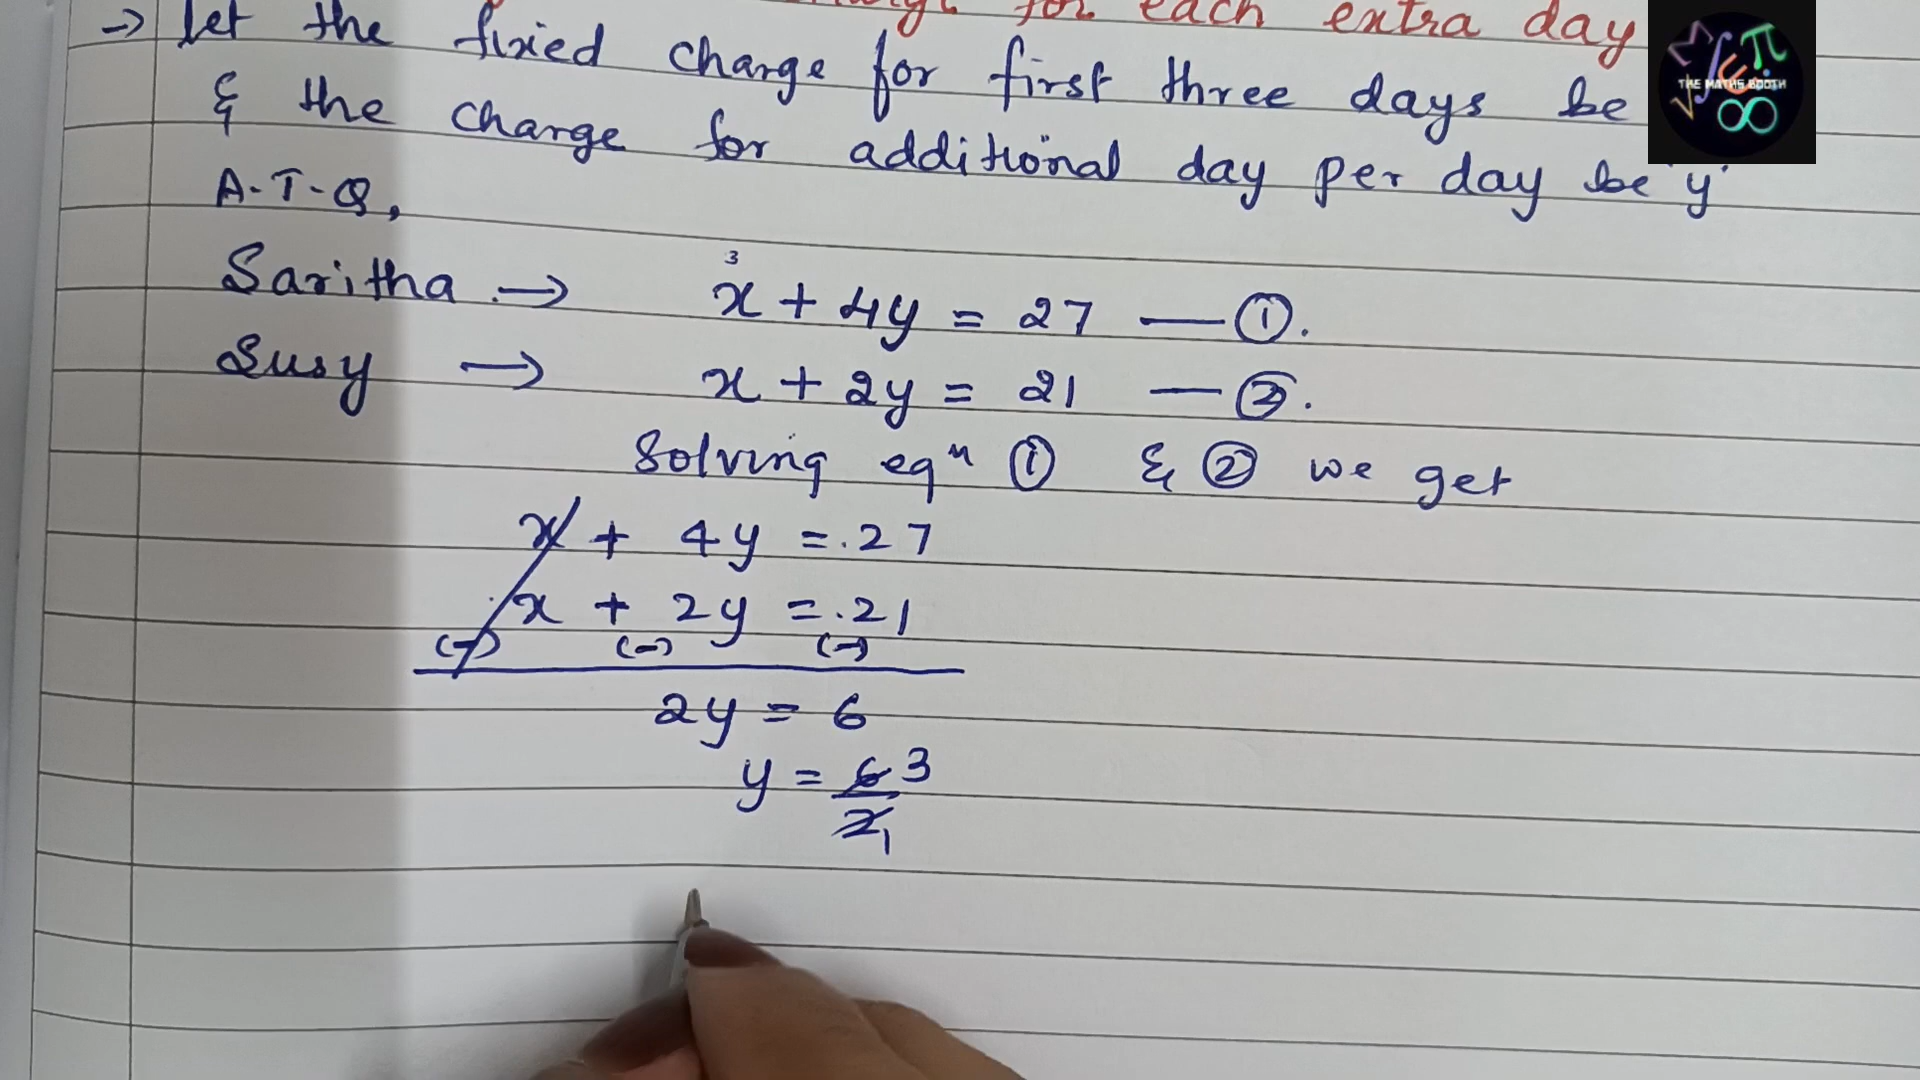 for each extra day
→ Let the fixed charge for first three days be
& the charge for additional day per day be 'y'
A-T-Q,
Saritha → x + 4y = 27 — ①.
3
Susy → x + 2y = 21 — ②.
Solving eqⁿ ① & ② we get
x + 4y = 27
x + 2y = 21
(-) (-) (-)
2y = 6
y = 6/2 3 1
THE MATHS BOOTH